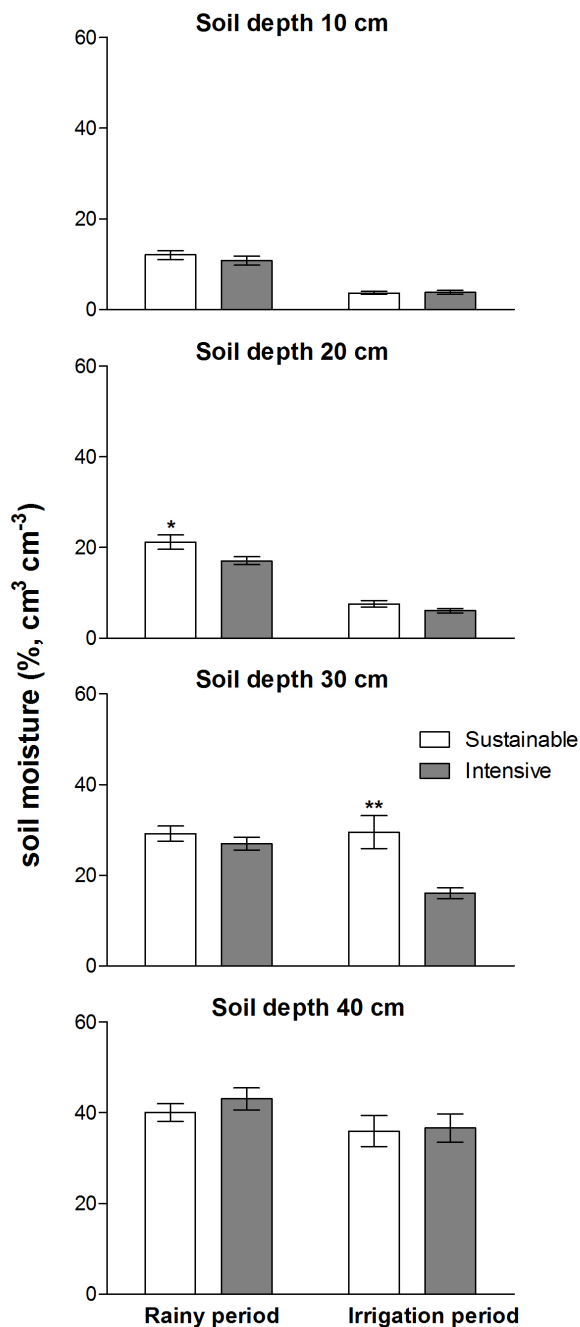 Soil depth 10 cm
60
40
20
0
Soil depth 20 cm
60
40
20
0
*
soil moisture (%, cm³ cm⁻³)
Soil depth 30 cm
60
40
20
0
Sustainable
Intensive
**
Soil depth 40 cm
60
40
20
0
Rainy period
Irrigation period